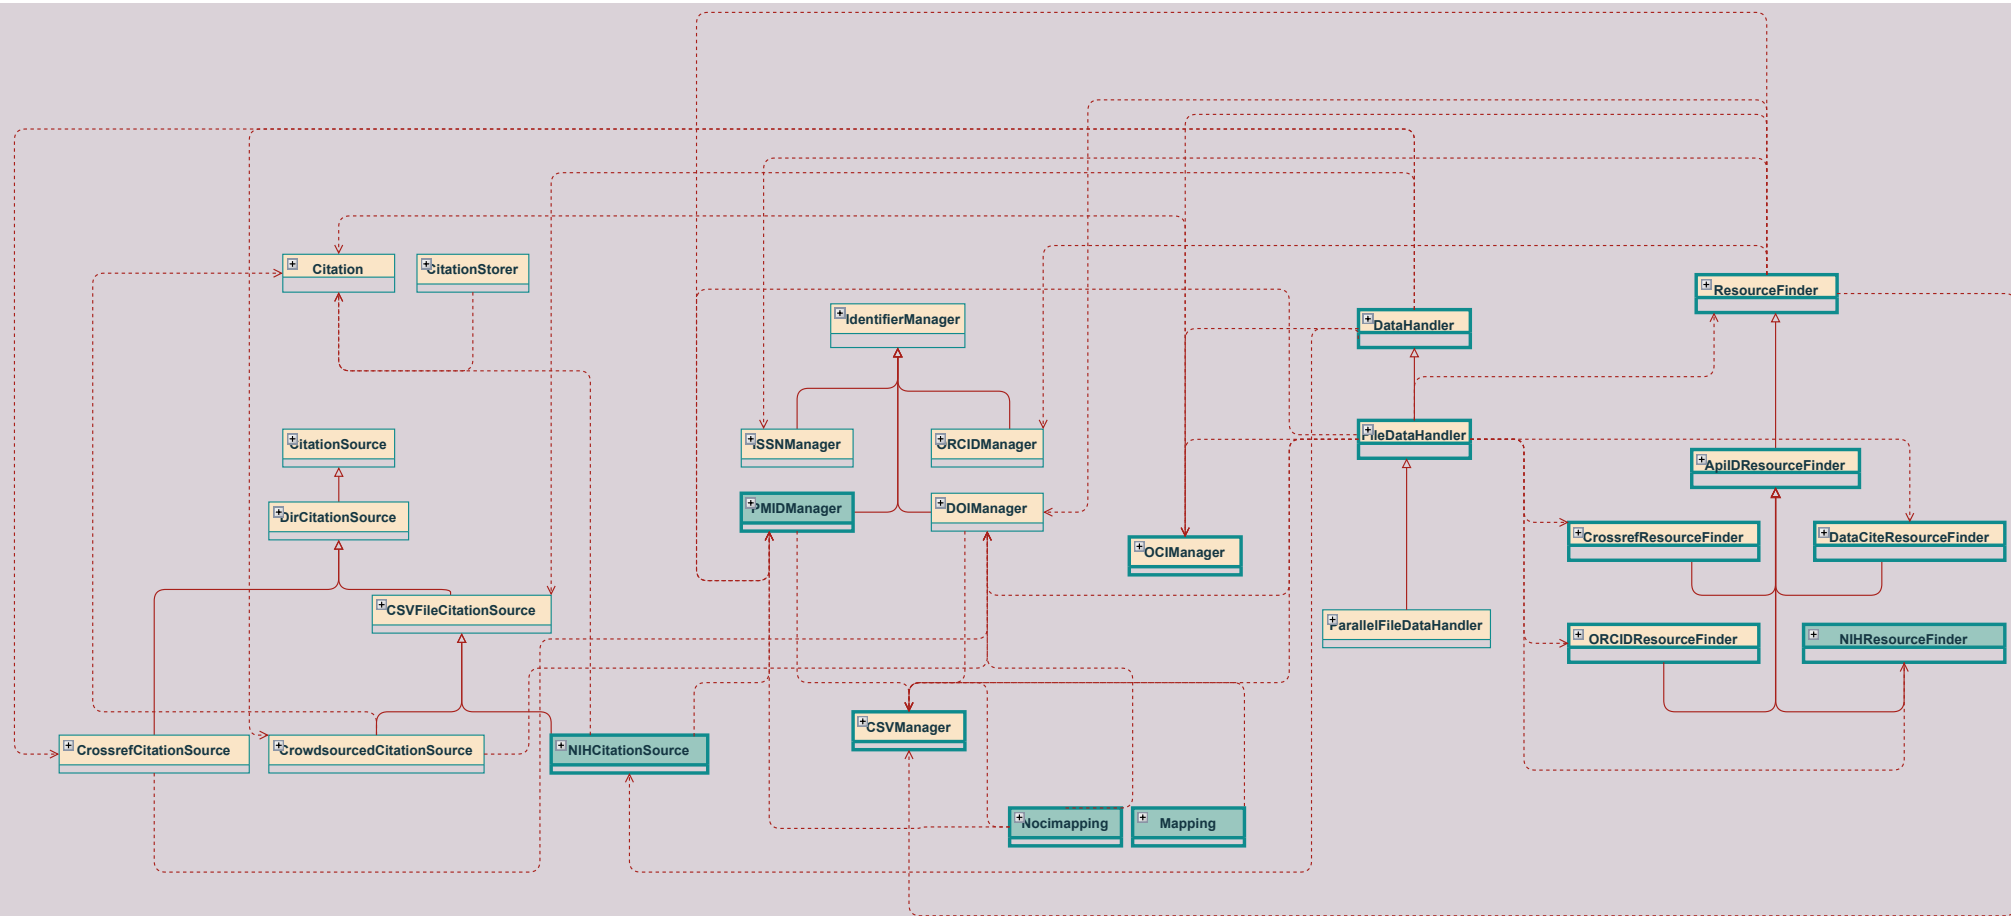 Citation
CitationStorer
ResourceFinder
IdentifierManager
DataHandler
CitationSource
ISSNManager
ORCIDManager
FileDataHandler
ApiIDResourceFinder
DirCitationSource
PMIDManager
DOIManager
OCIManager
CrossrefResourceFinder
DataCiteResourceFinder
CSVFileCitationSource
ParallelFileDataHandler
ORCIDResourceFinder
NIHResourceFinder
CSVManager
CrossrefCitationSource
CrowdsourcedCitationSource
NIHCitationSource
Nocimapping
Mapping